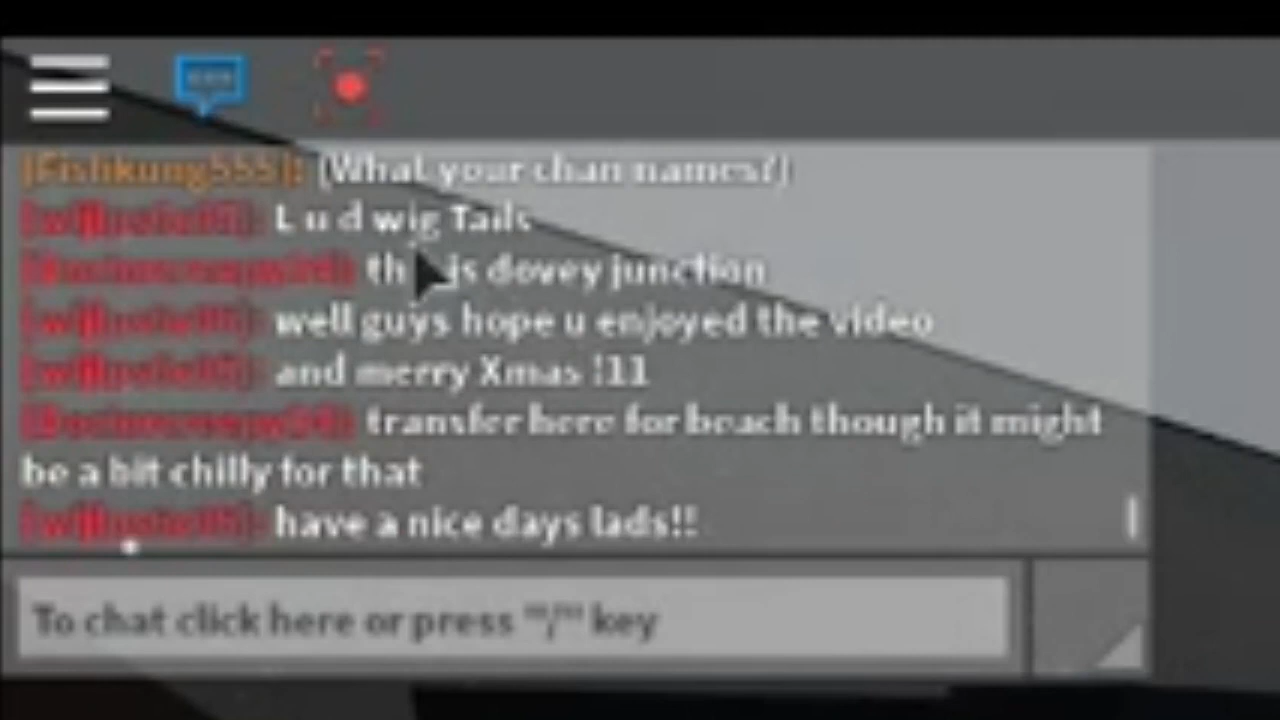 [Fishkung555]: (What your chan names?)
L u d wig Tails
is dovey junction
well guys hope u enjoyed the video
and merry Xmas !11
transfer here for beach though it might
be a bit chilly for that
have a nice days lads!!
To chat click here or press "/" key